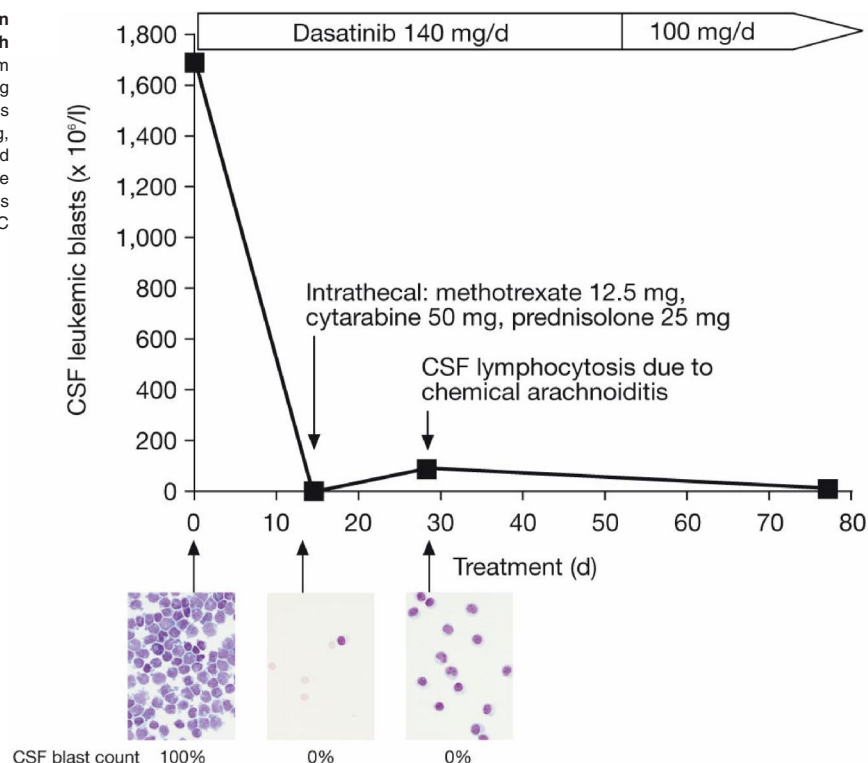 n
h
m
g
s
g,
d
e
s
C
Dasatinib 140 mg/d
100 mg/d
CSF leukemic blasts (x 10⁶/l)
1,800
1,600
1,400
1,200
1,000
800
600
400
200
0
Intrathecal: methotrexate 12.5 mg,
cytarabine 50 mg, prednisolone 25 mg
CSF lymphocytosis due to
chemical arachnoiditis
0 10 20 30 40 50 60 70 80
Treatment (d)
CSF blast count 100% 0% 0%